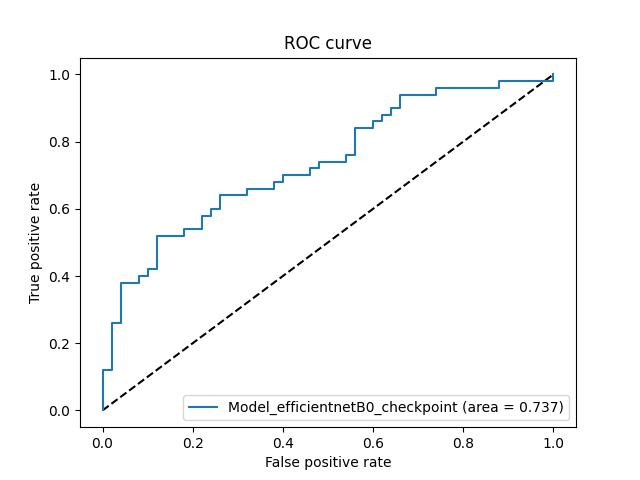 ROC curve
1.0
0.8
0.6
0.4
0.2
0.0
True positive rate
Model_efficientnetB0_checkpoint (area = 0.737)
0.0 0.2 0.4 0.6 0.8 1.0
False positive rate